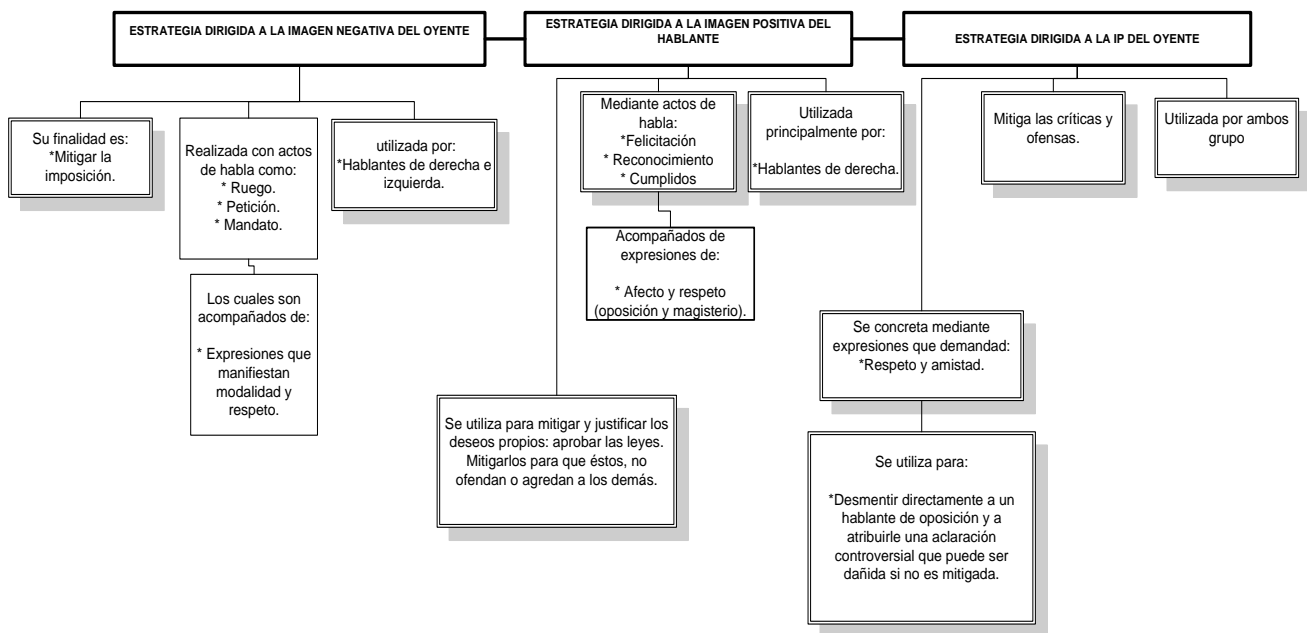 ESTRATEGIA DIRIGIDA A LA IMAGEN NEGATIVA DEL OYENTE
ESTRATEGIA DIRIGIDA A LA IMAGEN POSITIVA DEL
HABLANTE
ESTRATEGIA DIRIGIDA A LA IP DEL OYENTE
Su finalidad es:
*Mitigar la
imposición.
Realizada con actos
de habla como:
* Ruego.
* Petición.
* Mandato.
utilizada por:
*Hablantes de derecha e
izquierda.
Los cuales son
acompañados de:
* Expresiones que
manifiestan
modalidad y
respeto.
Mediante actos de
habla:
*Felicitación
* Reconocimiento
* Cumplidos
Utilizada
principalmente por:
*Hablantes de derecha.
Acompañados de
expresiones de:
* Afecto y respeto
(oposición y magisterio).
Se utiliza para mitigar y justificar los
deseos propios: aprobar las leyes.
Mitigarlos para que éstos, no
ofendan o agredan a los demás.
Mitiga las críticas y
ofensas.
Utilizada por ambos
grupo
Se concreta mediante
expresiones que demandad:
*Respeto y amistad.
Se utiliza para:
*Desmentir directamente a un
hablante de oposición y a
atribuirle una aclaración
controversial que puede ser
dañida si no es mitigada.